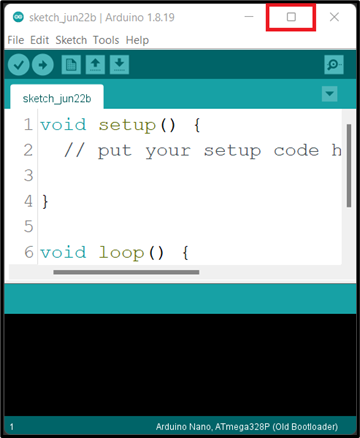 sketch_jun22b | Arduino 1.8.19
File Edit Sketch Tools Help
sketch_jun22b
1 void setup() {
2 // put your setup code h
3
4 }
5
6 void loop() {
1 Arduino Nano, ATmega328P (Old Bootloader)